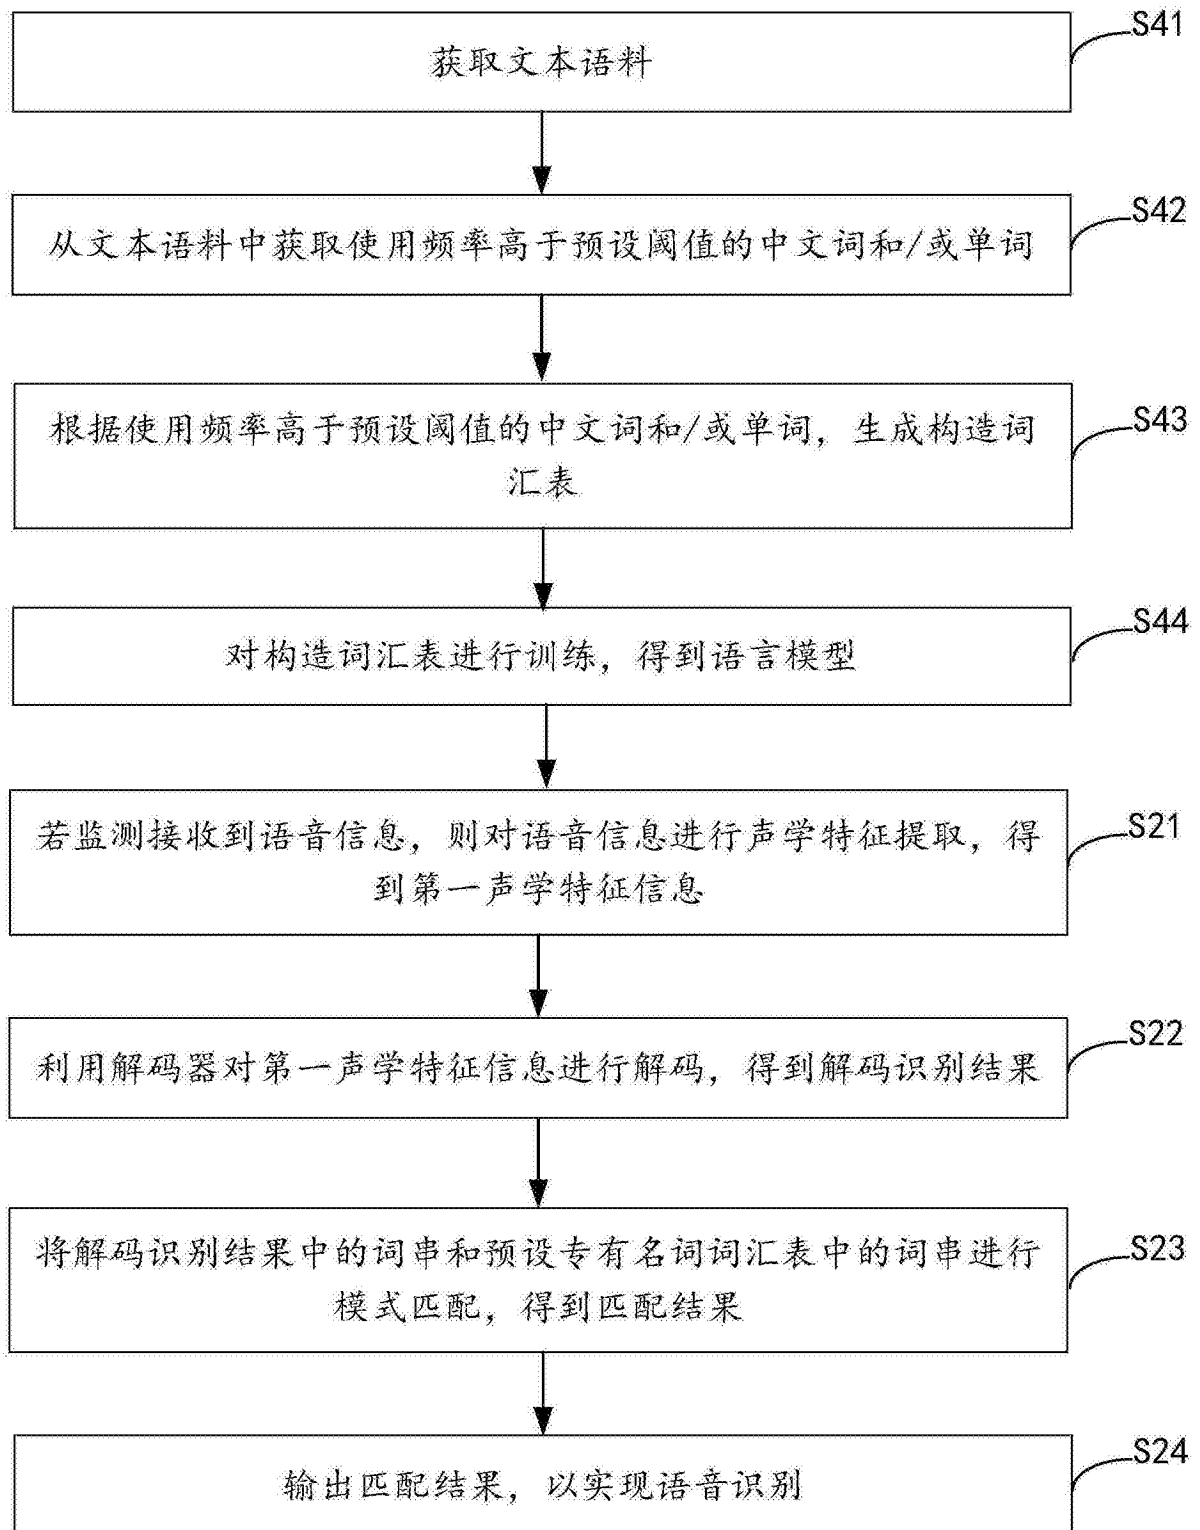 获取文本语料
S41
从文本语料中获取使用频率高于预设阈值的中文词和/或单词
S42
根据使用频率高于预设阈值的中文词和/或单词，生成构造词
汇表
S43
对构造词汇表进行训练，得到语言模型
S44
若监测接收到语音信息，则对语音信息进行声学特征提取，得
到第一声学特征信息
S21
利用解码器对第一声学特征信息进行解码，得到解码识别结果
S22
将解码识别结果中的词串和预设专有名词词汇表中的词串进行
模式匹配，得到匹配结果
S23
输出匹配结果，以实现语音识别
S24